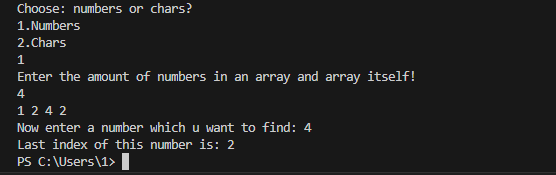 Choose: numbers or chars?
1.Numbers
2.Chars
1
Enter the amount of numbers in an array and array itself!
4
1 2 4 2
Now enter a number which u want to find: 4
Last index of this number is: 2
PS C:\Users\1>